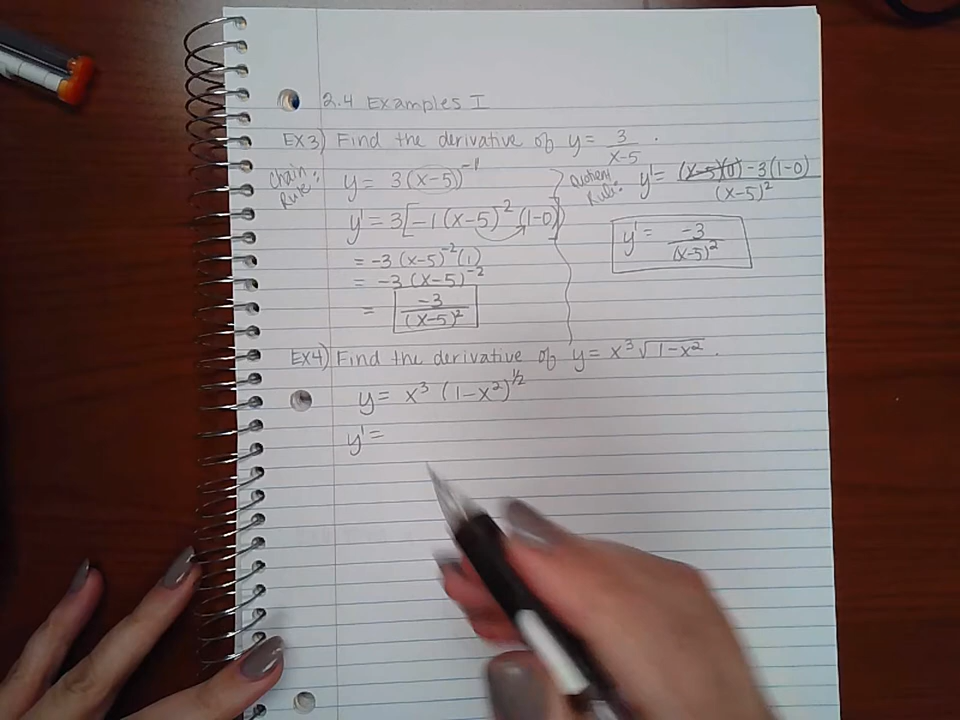 2.4 Examples I
Ex3) Find the derivative of y = 3/(x-5) .
Chain Rule: y = 3(x-5)^-1
y' = 3[-1(x-5)^2 (1-0)]
= -3(x-5)^-2 (1)
= -3(x-5)^-2
= -3/(x-5)^2
Quotient Rule: y' = ((x-5)(0) - 3(1-0))/(x-5)^2
y' = -3/(x-5)^2
Ex4) Find the derivative of y = x^3 √(1-x^2) .
y = x^3 (1-x^2)^1/2
y' =